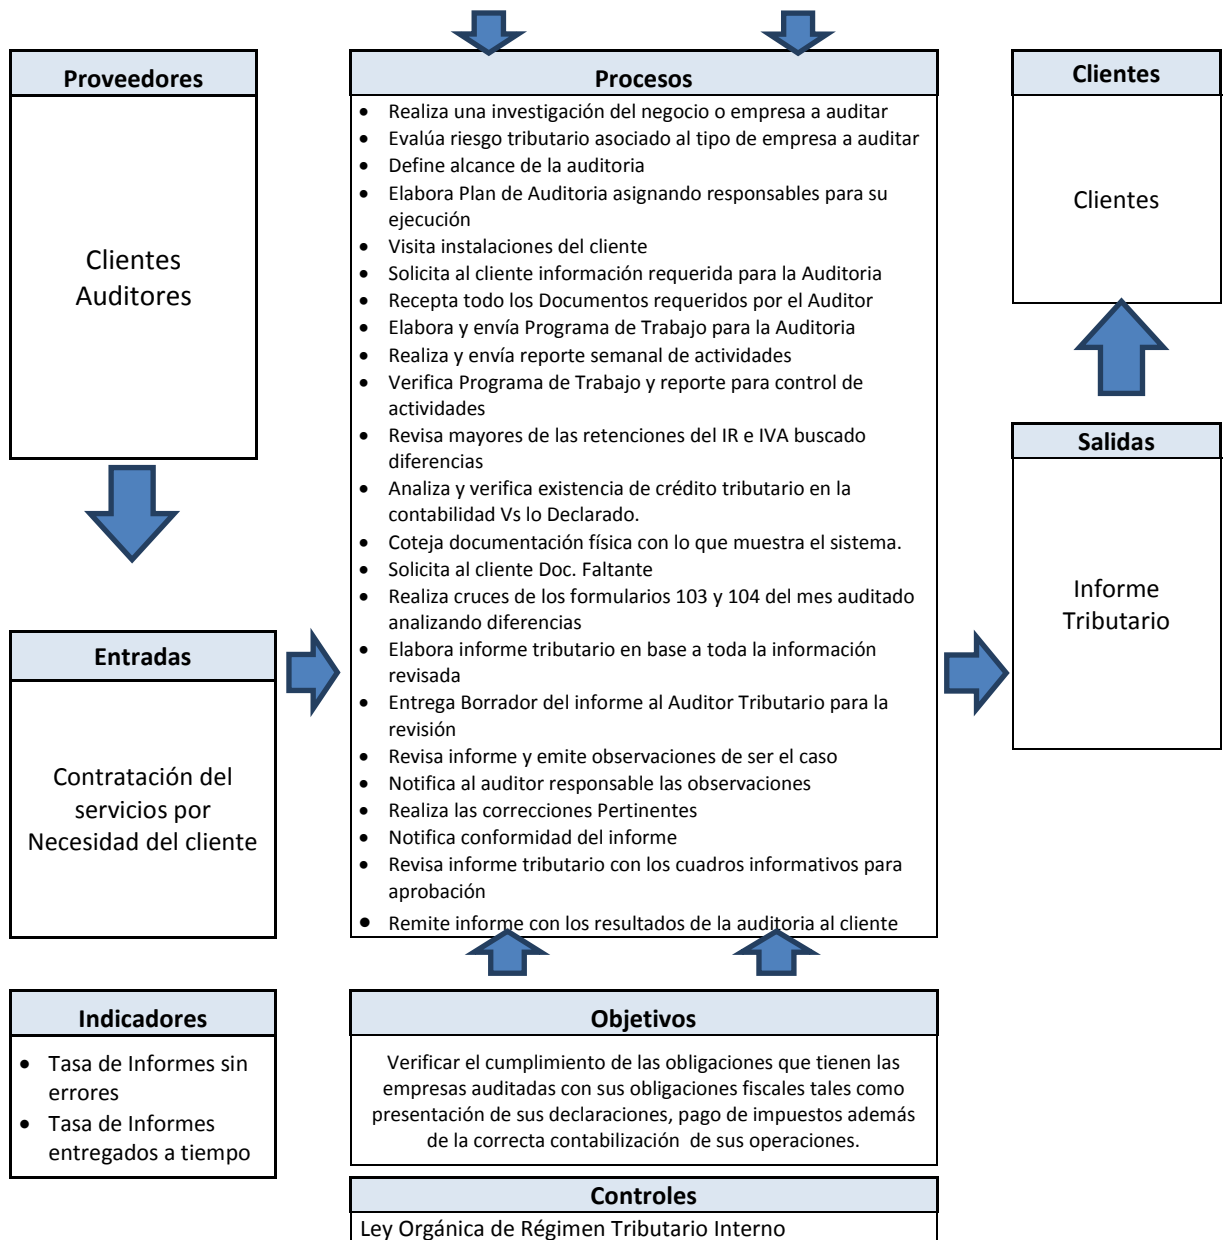 Proveedores
Clientes
Auditores
Entradas
Contratación del
servicios por
Necesidad del cliente
Indicadores
• Tasa de Informes sin
errores
• Tasa de Informes
entregados a tiempo
Procesos
• Realiza una investigación del negocio o empresa a auditar
• Evalúa riesgo tributario asociado al tipo de empresa a auditar
• Define alcance de la auditoria
• Elabora Plan de Auditoria asignando responsables para su
ejecución
• Visita instalaciones del cliente
• Solicita al cliente información requerida para la Auditoria
• Recepta todo los Documentos requeridos por el Auditor
• Elabora y envía Programa de Trabajo para la Auditoria
• Realiza y envía reporte semanal de actividades
• Verifica Programa de Trabajo y reporte para control de
actividades
• Revisa mayores de las retenciones del IR e IVA buscado
diferencias
• Analiza y verifica existencia de crédito tributario en la
contabilidad Vs lo Declarado.
• Coteja documentación física con lo que muestra el sistema.
• Solicita al cliente Doc. Faltante
• Realiza cruces de los formularios 103 y 104 del mes auditado
analizando diferencias
• Elabora informe tributario en base a toda la información
revisada
• Entrega Borrador del informe al Auditor Tributario para la
revisión
• Revisa informe y emite observaciones de ser el caso
• Notifica al auditor responsable las observaciones
• Realiza las correcciones Pertinentes
• Notifica conformidad del informe
• Revisa informe tributario con los cuadros informativos para
aprobación
• Remite informe con los resultados de la auditoria al cliente
Objetivos
Verificar el cumplimiento de las obligaciones que tienen las
empresas auditadas con sus obligaciones fiscales tales como
presentación de sus declaraciones, pago de impuestos además
de la correcta contabilización de sus operaciones.
Controles
Ley Orgánica de Régimen Tributario Interno
Clientes
Clientes
Salidas
Informe
Tributario